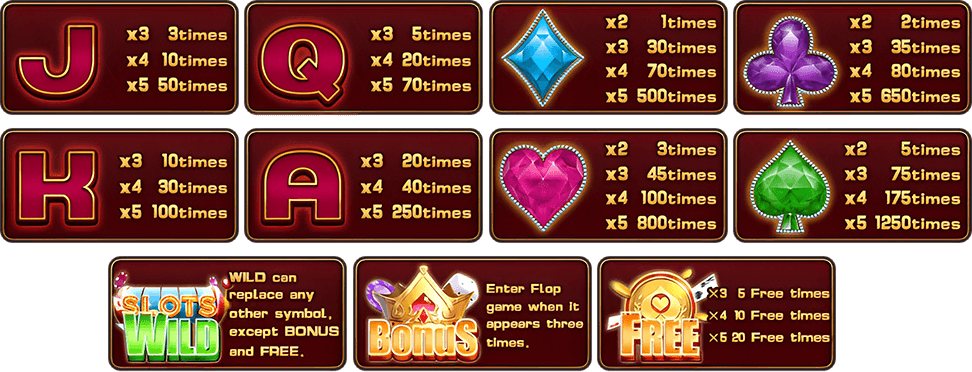 J
x3 3times
x4 10times
x5 50times
Q
x3 5times
x4 20times
x5 70times
x2 1times
x3 30times
x4 70times
x5 500times
x2 2times
x3 35times
x4 80times
x5 650times
K
x3 10times
x4 30times
x5 100times
A
x3 20times
x4 40times
x5 250times
x2 3times
x3 45times
x4 100times
x5 800times
x2 5times
x3 75times
x4 175times
x5 1250times
SLOTS
WILD
WILD can
replace any
other symbol,
except BONUS
and FREE.
BONUS
Enter Flop
game when it
appears three
times.
FREE
×3 5 Free times
×4 10 Free times
×5 20 Free times